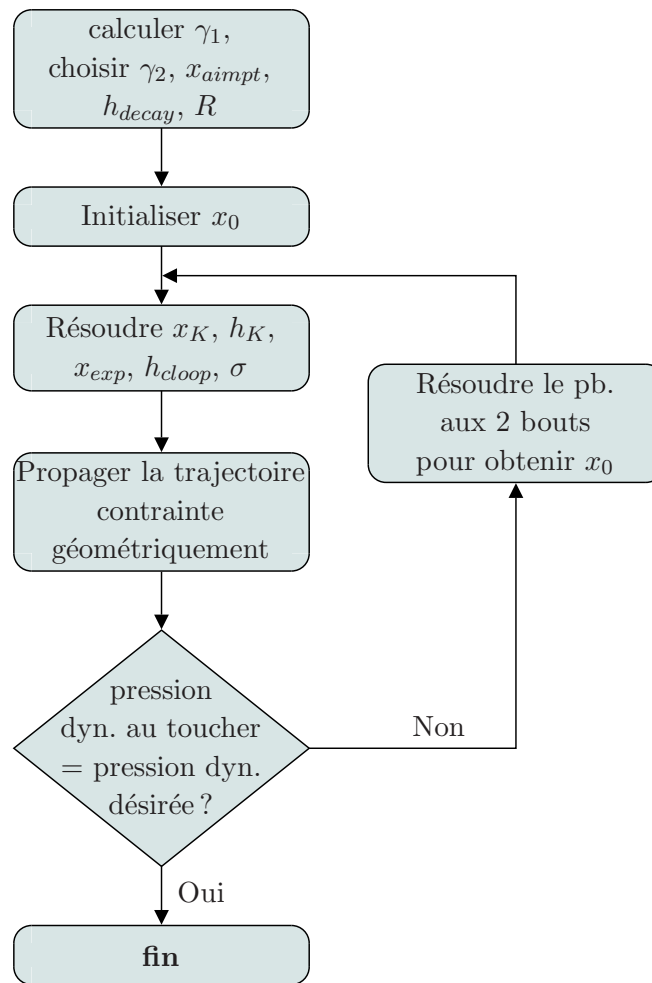 calculer γ₁,
choisir γ₂, x_aimpt,
h_decay, R
Initialiser x₀
Résoudre x_K, h_K,
x_exp, h_cloop, σ
Propager la trajectoire
contrainte
géométriquement
Résoudre le pb.
aux 2 bouts
pour obtenir x₀
pression
dyn. au toucher
= pression dyn.
désirée ?
Non
Oui
fin